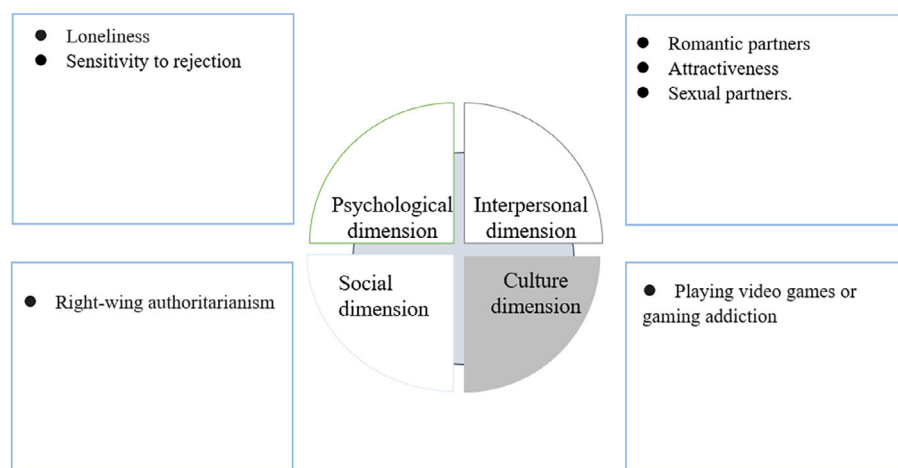 ● Loneliness
● Sensitivity to rejection
● Romantic partners
● Attractiveness
● Sexual partners.
Psychological
dimension
Interpersonal
dimension
Social
dimension
Culture
dimension
● Right-wing authoritarianism
● Playing video games or
gaming addiction